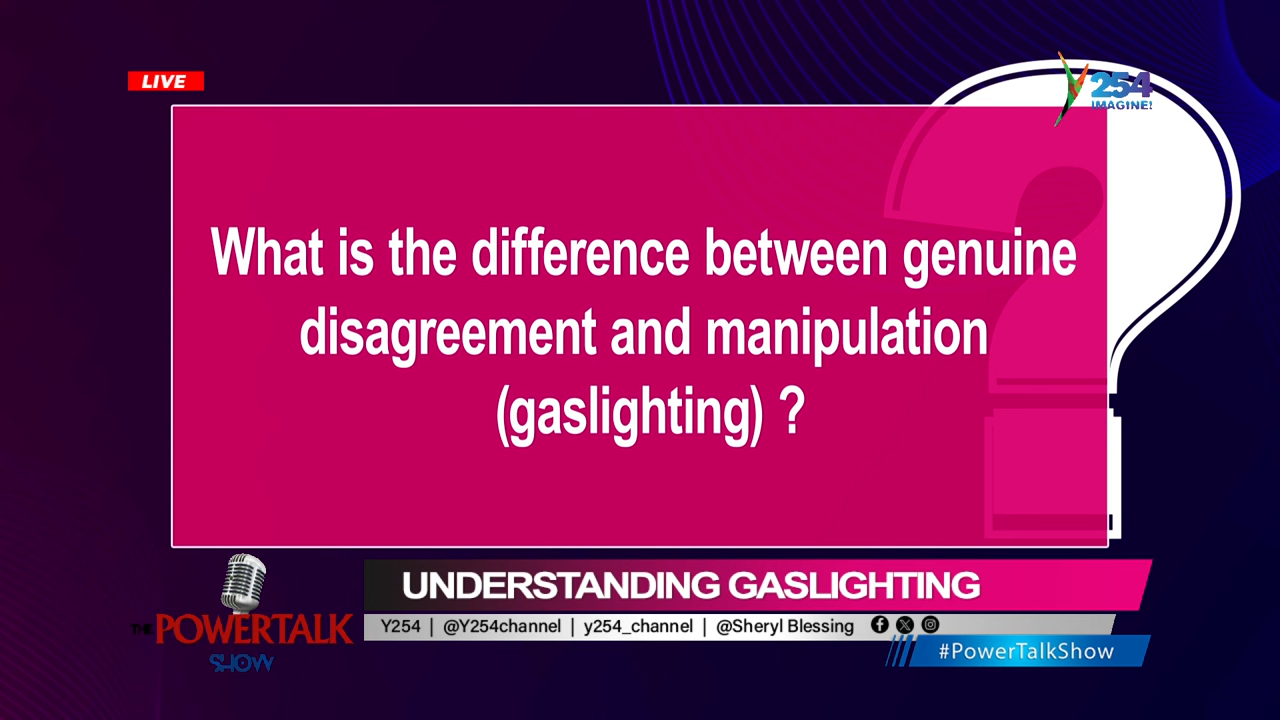 LIVE
254
IMAGINE!
What is the difference between genuine
disagreement and manipulation
(gaslighting) ?
UNDERSTANDING GASLIGHTING
THE POWERTALK
SHOW
Y254 | @Y254channel | y254_channel | @Sheryl Blessing
#PowerTalkShow